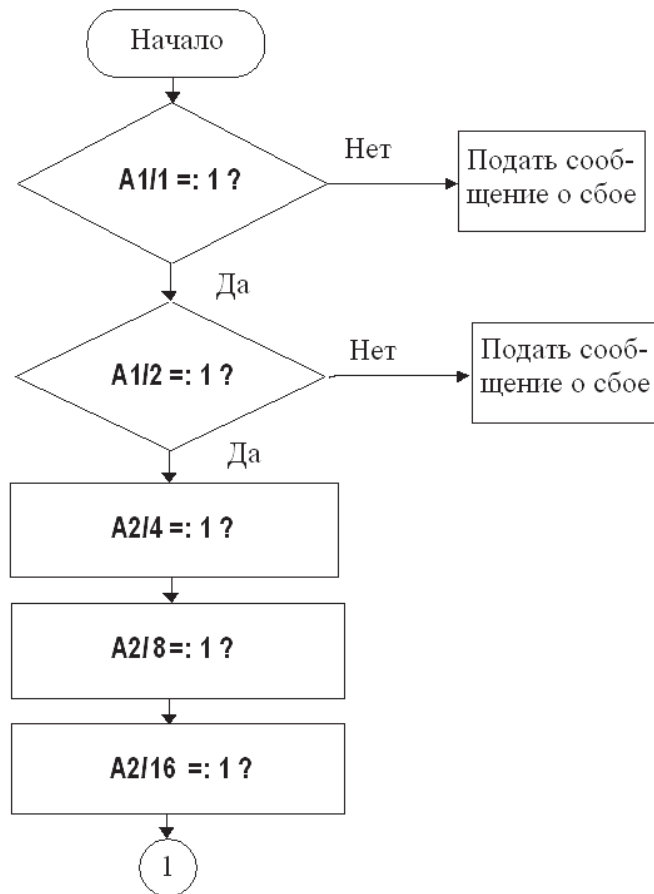 Начало
A1/1 =: 1 ?
Нет
Подать сооб-
щение о сбое
Да
A1/2 =: 1 ?
Нет
Подать сооб-
щение о сбое
Да
A2/4 =: 1 ?
A2/8 =: 1 ?
A2/16 =: 1 ?
1